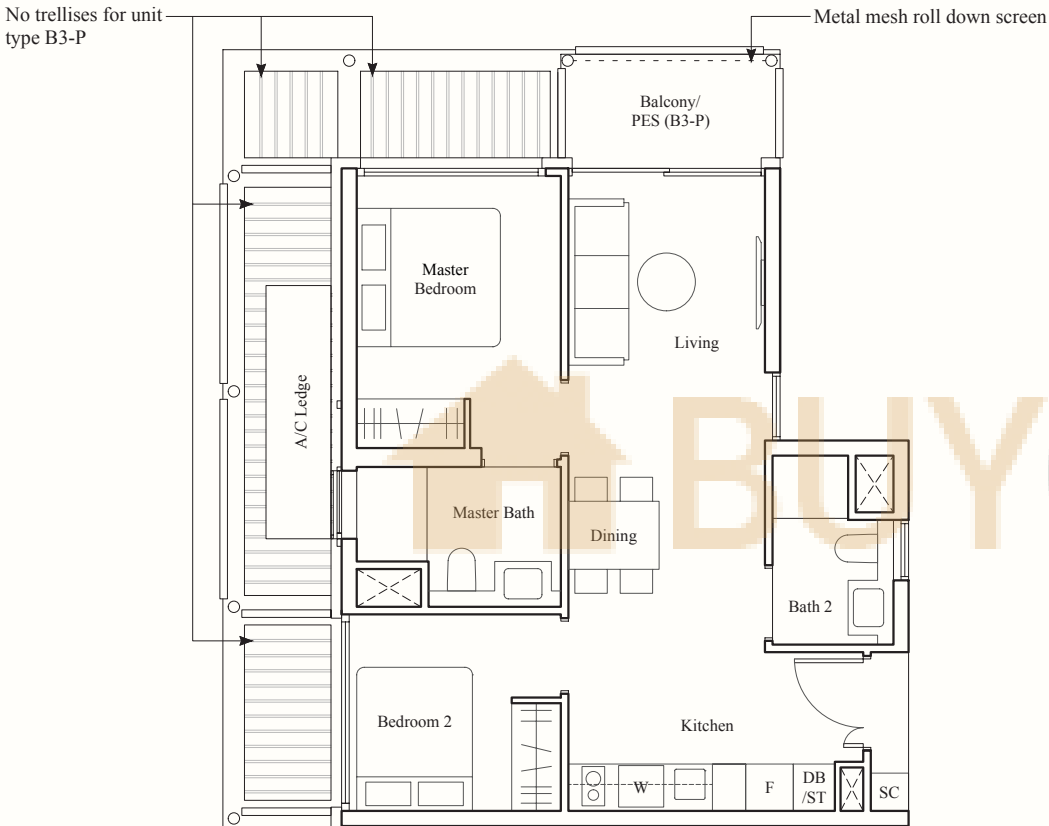 No trellises for unit
type B3-P
Metal mesh roll down screen
Balcony/
PES (B3-P)
Master
Bedroom
Living
A/C Ledge
Master Bath
Dining
Bath 2
Bedroom 2
Kitchen
W
F
DB
/ST
SC
BUY